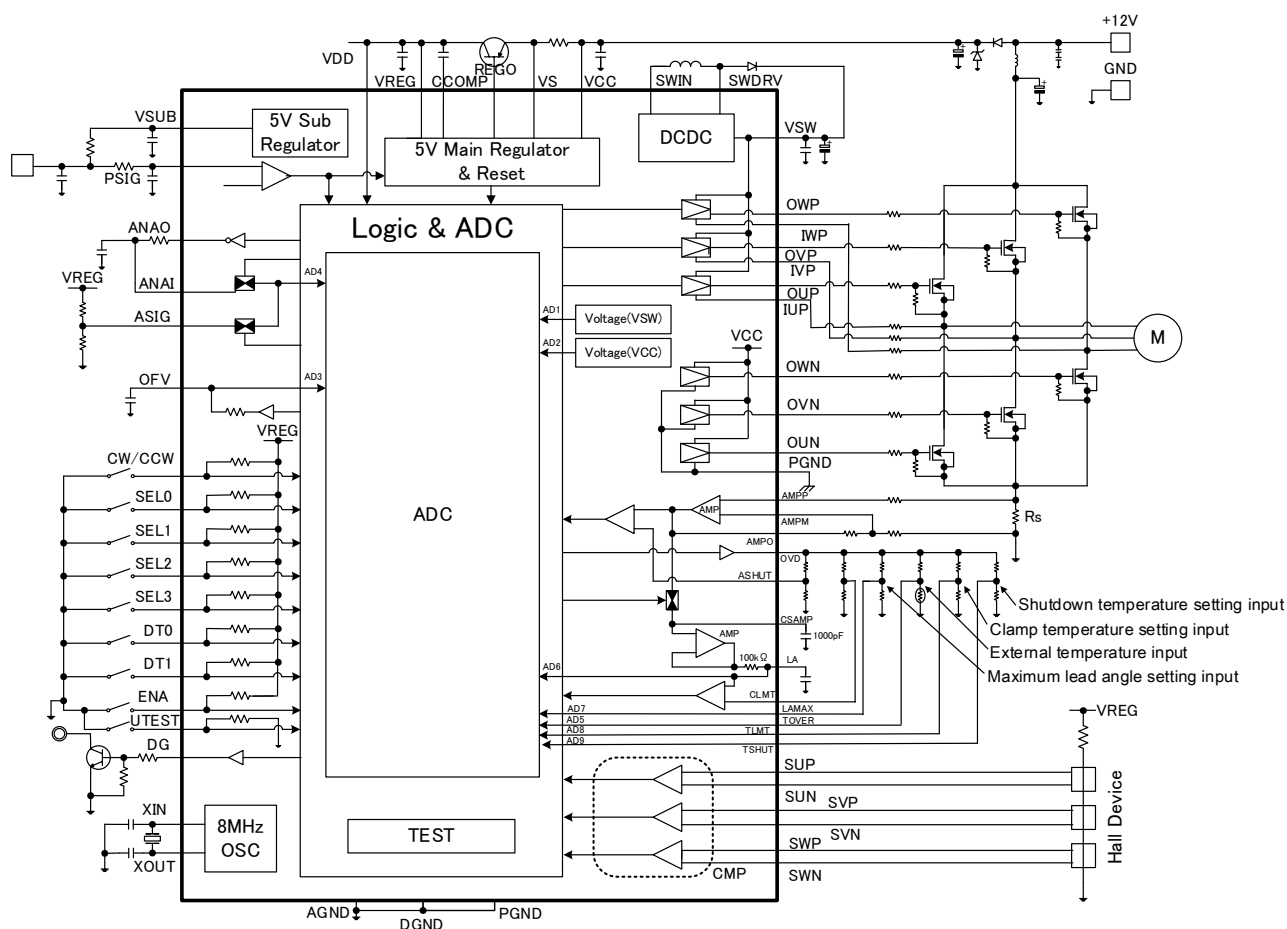 +12V
VDD
REGO
GND
VREG
CCOMP
VS
VCC
SWIN
SWDRV
VSUB
5V Sub
Regulator
DCDC
VSW
5V Main Regulator
& Reset
PSIG
Logic & ADC
OWP
ANAO
IWP
OVP
VREG
AD4
IVP
ANAI
OUP
IUP
ASIG
AD1
Voltage(VSW)
M
AD2
Voltage(VCC)
VCC
OWN
OFV
AD3
OVN
VREG
OUN
CW/CCW
PGND
SEL0
AMPP
ADC
AMP
Rs
SEL1
AMPM
AMPO
OVD
SEL2
ASHUT
SEL3
Shutdown temperature setting input
CSAMP
Clamp temperature setting input
DT0
AMP
1000pF
External temperature input
100kΩ
LA
DT1
AD6
Maximum lead angle setting input
CLMT
ENA
AD7
LAMAX
UTEST
AD5
TOVER
VREG
AD8
TLMT
DG
AD9
TSHUT
SUP
SUN
XIN
SVP
8MHz
OSC
TEST
SVN
Hall Device
SWP
XOUT
CMP
SWN
AGND
PGND
DGND